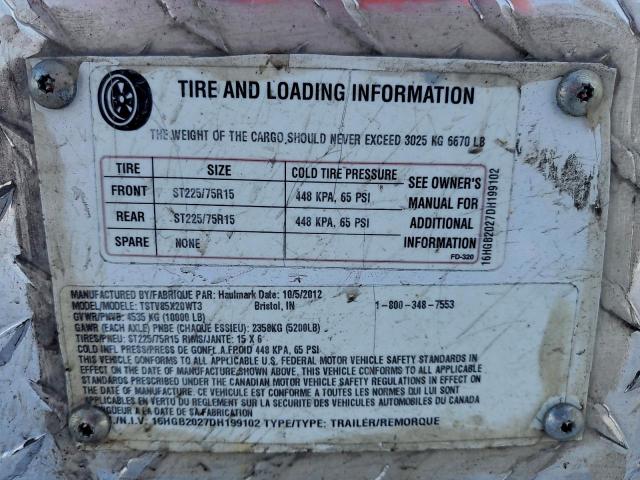 TIRE AND LOADING INFORMATION
THE WEIGHT OF THE CARGO SHOULD NEVER EXCEED 3025 KG 6670 LB
TIRE SIZE COLD TIRE PRESSURE
FRONT ST225/75R15 448 KPA, 65 PSI
REAR ST225/75R15 448 KPA, 65 PSI
SPARE NONE
SEE OWNER'S
MANUAL FOR
ADDITIONAL
INFORMATION
FD-320
16HGB2027DH199102
MANUFACTURED BY/FABRIQUE PAR: Haulmark Date: 10/5/2012
MODEL/MODELE: TSTV85X20WT3 Bristol, IN 1-800-348-7553
GVWR/PNVB: 4535 KG (10000 LB)
GAWR (EACH AXLE) PNBE (CHAQUE ESSIEU): 2358KG (5200LB)
TIRES/PNEU: ST225/75R15 RIMS/JANTE: 15 X 6
COLD INFL PRESS/PRESS DE GONFL A FROID 448 KPA, 65 PSI
THIS VEHICLE CONFORMS TO ALL APPLICABLE U.S. FEDERAL MOTOR VEHICLE SAFETY STANDARDS IN
EFFECT ON THE DATE OF MANUFACTURE SHOWN ABOVE. THIS VEHICLE CONFORMS TO ALL APPLICABLE
STANDARDS PRESCRIBED UNDER THE CANADIAN MOTOR VEHICLE SAFETY REGULATIONS IN EFFECT ON
THE DATE OF MANUFACTURE. CE VEHICULE EST CONFORME A TOUTES LES NORMES QUI LUI SONT
APPLICABLES EN VERTU DU REGLEMENT SUR LA SECURITE DES VEHICULES AUTOMOBILES DU CANADA
VIGUEUR A LA DATE DE SA FABRICATION
/N.I.V: 16HGB2027DH199102 TYPE/TYPE: TRAILER/REMORQUE